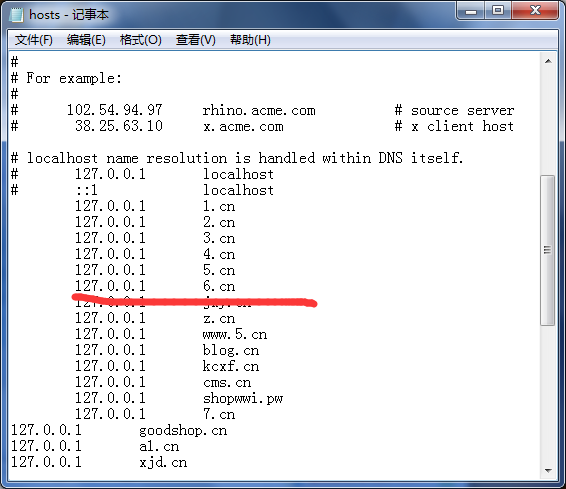 hosts - 记事本
文件(F) 编辑(E) 格式(O) 查看(V) 帮助(H)
#
# For example:
#
# 102.54.94.97 rhino.acme.com # source server
# 38.25.63.10 x.acme.com # x client host
# localhost name resolution is handled within DNS itself.
# 127.0.0.1 localhost
# ::1 localhost
127.0.0.1 1.cn
127.0.0.1 2.cn
127.0.0.1 3.cn
127.0.0.1 4.cn
127.0.0.1 5.cn
127.0.0.1 6.cn
127.0.0.1
127.0.0.1 z.cn
127.0.0.1 www.5.cn
127.0.0.1 blog.cn
127.0.0.1 kcxf.cn
127.0.0.1 cms.cn
127.0.0.1 shopwwi.pw
127.0.0.1 7.cn
127.0.0.1 goodshop.cn
127.0.0.1 a1.cn
127.0.0.1 xjd.cn